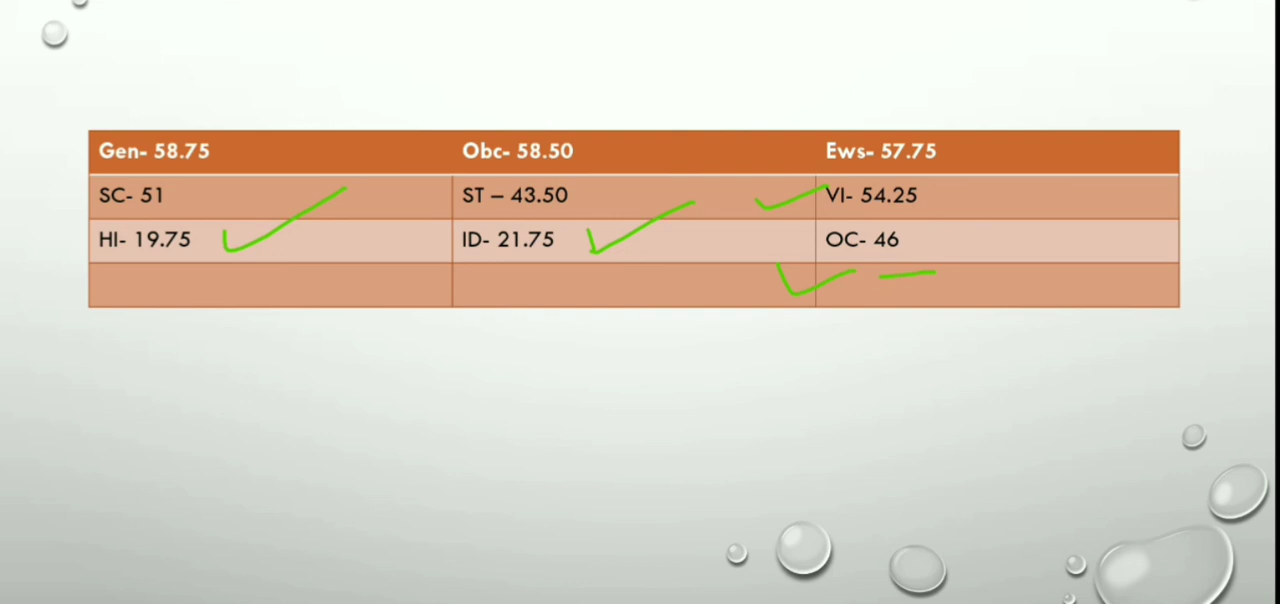 Gen- 58.75 Obc- 58.50 Ews- 57.75
SC- 51 ST – 43.50 VI- 54.25
HI- 19.75 ID- 21.75 OC- 46